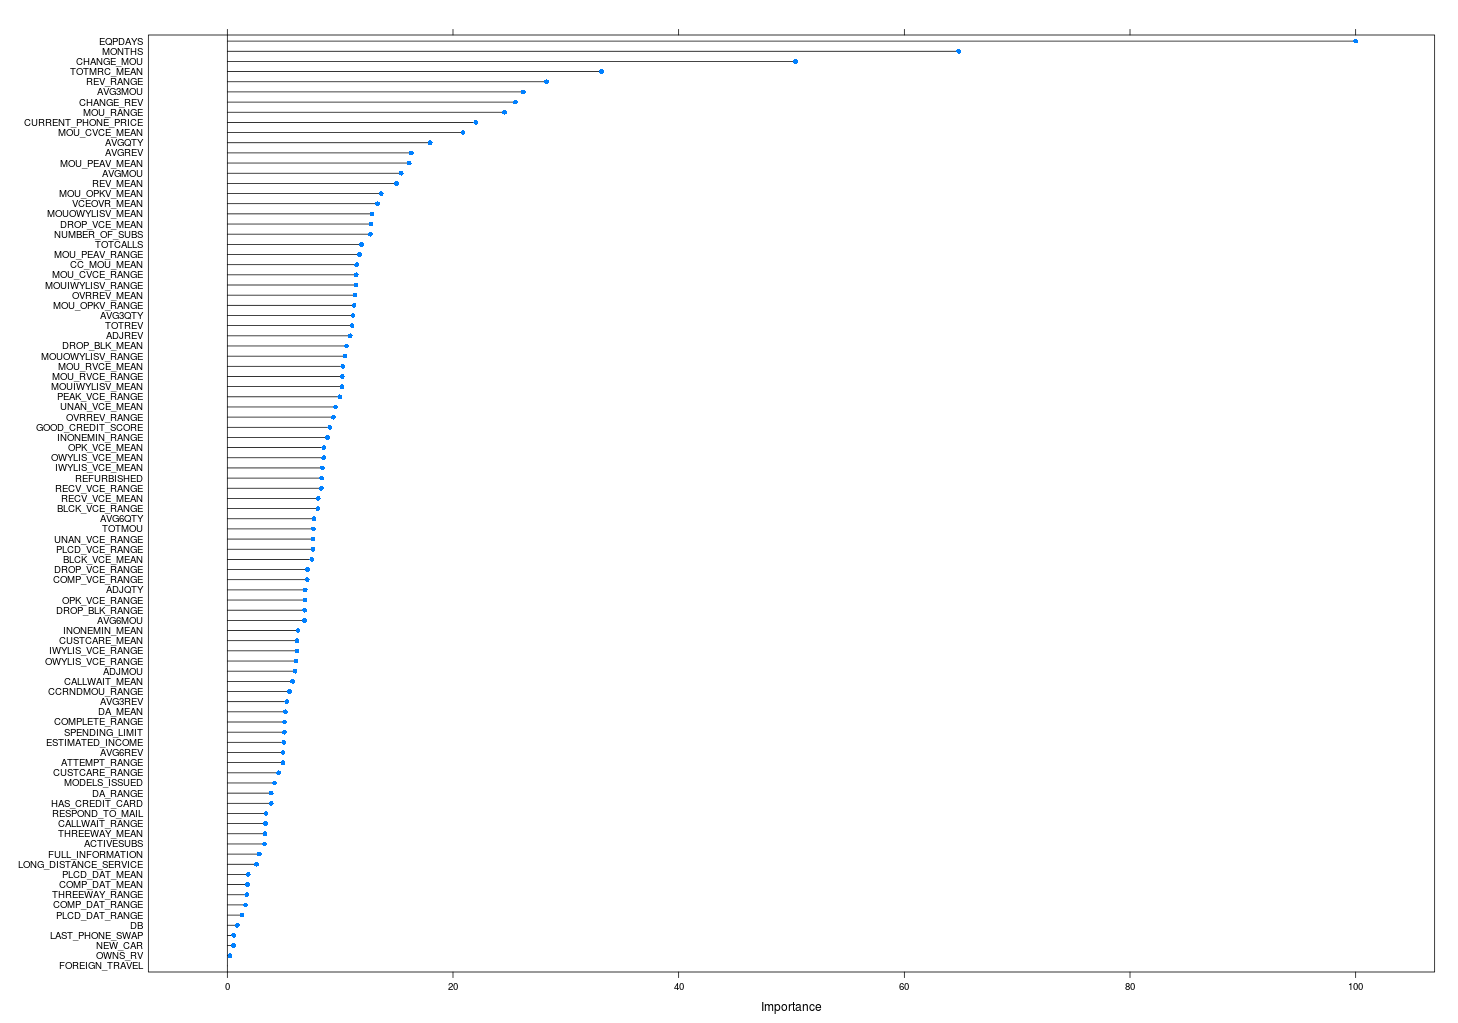 EQPDAYS
MONTHS
CHANGE_MOU
TOTMRC_MEAN
REV_RANGE
AVG3MOU
CHANGE_REV
MOU_RANGE
CURRENT_PHONE_PRICE
MOU_CVCE_MEAN
AVGQTY
AVGREV
MOU_PEAV_MEAN
AVGMOU
REV_MEAN
MOU_OPKV_MEAN
VCEOVR_MEAN
MOUOWYLISV_MEAN
DROP_VCE_MEAN
NUMBER_OF_SUBS
TOTCALLS
MOU_PEAV_RANGE
CC_MOU_MEAN
MOU_CVCE_RANGE
MOUIWYLISV_RANGE
OVRREV_MEAN
MOU_OPKV_RANGE
AVG3QTY
TOTREV
ADJREV
DROP_BLK_MEAN
MOUOWYLISV_RANGE
MOU_RVCE_MEAN
MOU_RVCE_RANGE
MOUIWYLISV_MEAN
PEAK_VCE_RANGE
UNAN_VCE_MEAN
OVRREV_RANGE
GOOD_CREDIT_SCORE
INONEMIN_RANGE
OPK_VCE_MEAN
OWYLIS_VCE_MEAN
IWYLIS_VCE_MEAN
REFURBISHED
RECV_VCE_RANGE
RECV_VCE_MEAN
BLCK_VCE_RANGE
AVG6QTY
TOTMOU
UNAN_VCE_RANGE
PLCD_VCE_RANGE
BLCK_VCE_MEAN
DROP_VCE_RANGE
COMP_VCE_RANGE
ADJQTY
OPK_VCE_RANGE
DROP_BLK_RANGE
AVG6MOU
INONEMIN_MEAN
CUSTCARE_MEAN
IWYLIS_VCE_RANGE
OWYLIS_VCE_RANGE
ADJMOU
CALLWAIT_MEAN
CCRNDMOU_RANGE
AVG3REV
DA_MEAN
COMPLETE_RANGE
SPENDING_LIMIT
ESTIMATED_INCOME
AVG6REV
ATTEMPT_RANGE
CUSTCARE_RANGE
MODELS_ISSUED
DA_RANGE
HAS_CREDIT_CARD
RESPOND_TO_MAIL
CALLWAIT_RANGE
THREEWAY_MEAN
ACTIVESUBS
FULL_INFORMATION
LONG_DISTANCE_SERVICE
PLCD_DAT_MEAN
COMP_DAT_MEAN
THREEWAY_RANGE
COMP_DAT_RANGE
PLCD_DAT_RANGE
DB
LAST_PHONE_SWAP
NEW_CAR
OWNS_RV
FOREIGN_TRAVEL
0 20 40 60 80 100
Importance